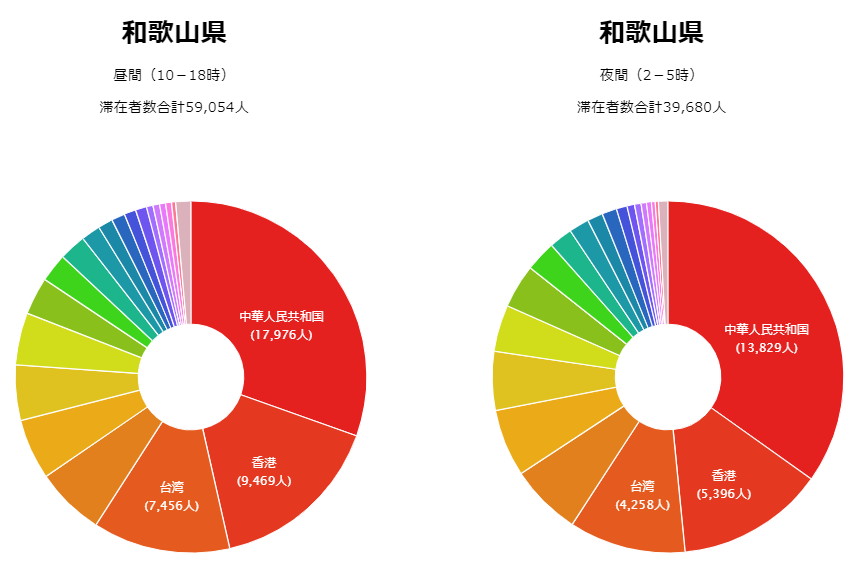 和歌山県
昼間（10－18時）
滞在者数合計59,054人
中華人民共和国
(17,976人)
香港
(9,469人)
台湾
(7,456人)
和歌山県
夜間（2－5時）
滞在者数合計39,680人
中華人民共和国
(13,829人)
香港
(5,396人)
台湾
(4,258人)